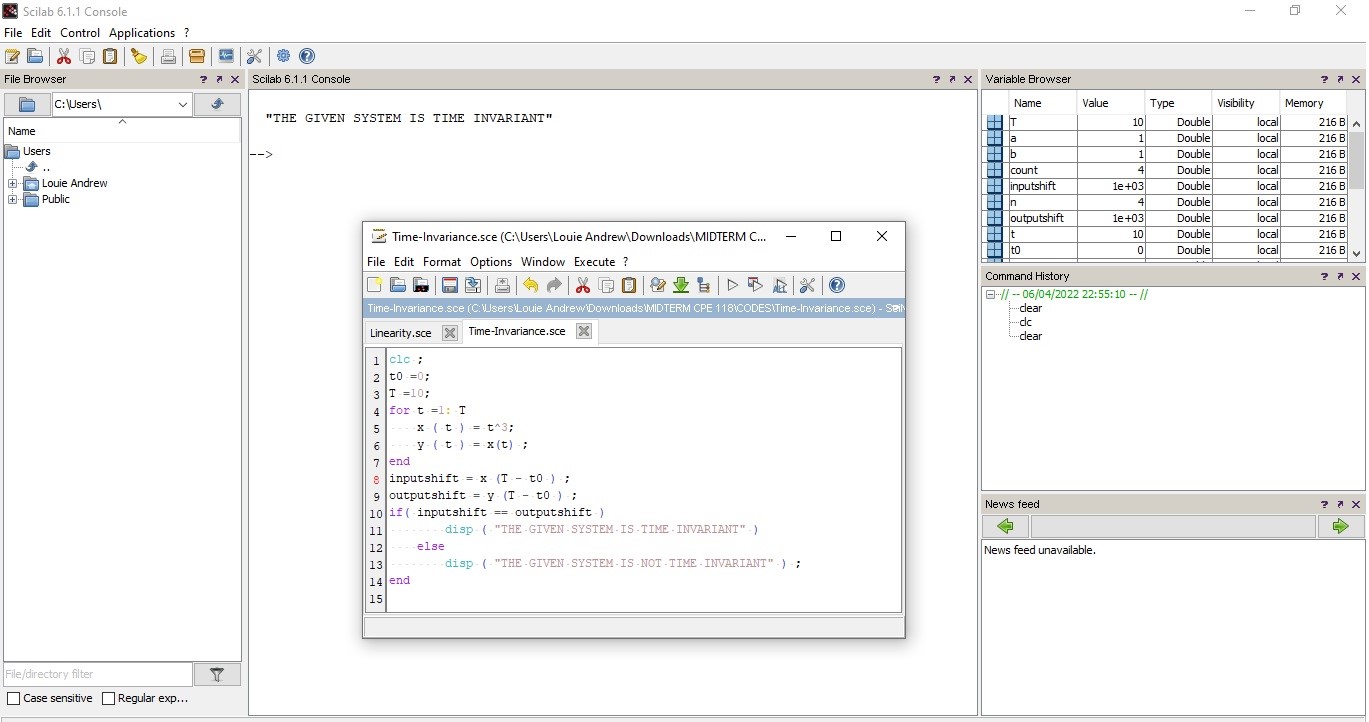 Scilab 6.1.1 Console
File Edit Control Applications ?
File Browser ? 
C:\Users\
Name
Users
..
Louie Andrew
Public
File/directory filter
Case sensitive Regular exp...
Scilab 6.1.1 Console ?
"THE GIVEN SYSTEM IS TIME INVARIANT"
-->
Time-Invariance.sce (C:\Users\Louie Andrew\Downloads\MIDTERM C...
File Edit Format Options Window Execute ?
Time-Invariance.sce (C:\Users\Louie Andrew\Downloads\MIDTERM CPE 118\CODES\Time-Invariance.sce) -
Linearity.sce Time-Invariance.sce
1 clc ;
2 t0 =0;
3 T =10;
4 for t =1: T
5 x ( t ) = t^3;
6 y ( t ) = x(t) ;
7 end
8 inputshift = x (T - t0 ) ;
9 outputshift = y (T - t0 ) ;
10 if( inputshift == outputshift )
11 disp ( "THE GIVEN SYSTEM IS TIME INVARIANT" )
12 else
13 disp ( "THE GIVEN SYSTEM IS NOT TIME INVARIANT" ) ;
14 end
15
Variable Browser ?
Name Value Type Visibility Memory
T 10 Double local 216 B
a 1 Double local 216 B
b 1 Double local 216 B
count 4 Double local 216 B
inputshift 1e+03 Double local 216 B
n 4 Double local 216 B
outputshift 1e+03 Double local 216 B
t 10 Double local 216 B
t0 0 Double local 216 B
Command History ?
// -- 06/04/2022 22:55:10 -- //
clear
clc
clear
News feed ?
News feed unavailable.